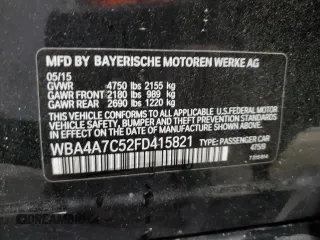 MFD BY BAYERISCHE MOTOREN WERKE AG
05/15
GVWR 4750 lbs 2155 kg
GAWR FRONT 2180 lbs 989 kg
GAWR REAR 2690 lbs 1220 kg
THIS VEHICLE CONFORMS TO ALL APPLICABLE
U.S. FEDERAL MOTOR VEHICLE SAFETY,
BUMPER, AND THEFT PREVENTION
STANDARDS IN EFFECT ON THE DATE OF
MANUFACTURE SHOWN ABOVE.
WBA4A7C52FD415821 TYPE: PASSENGER CAR